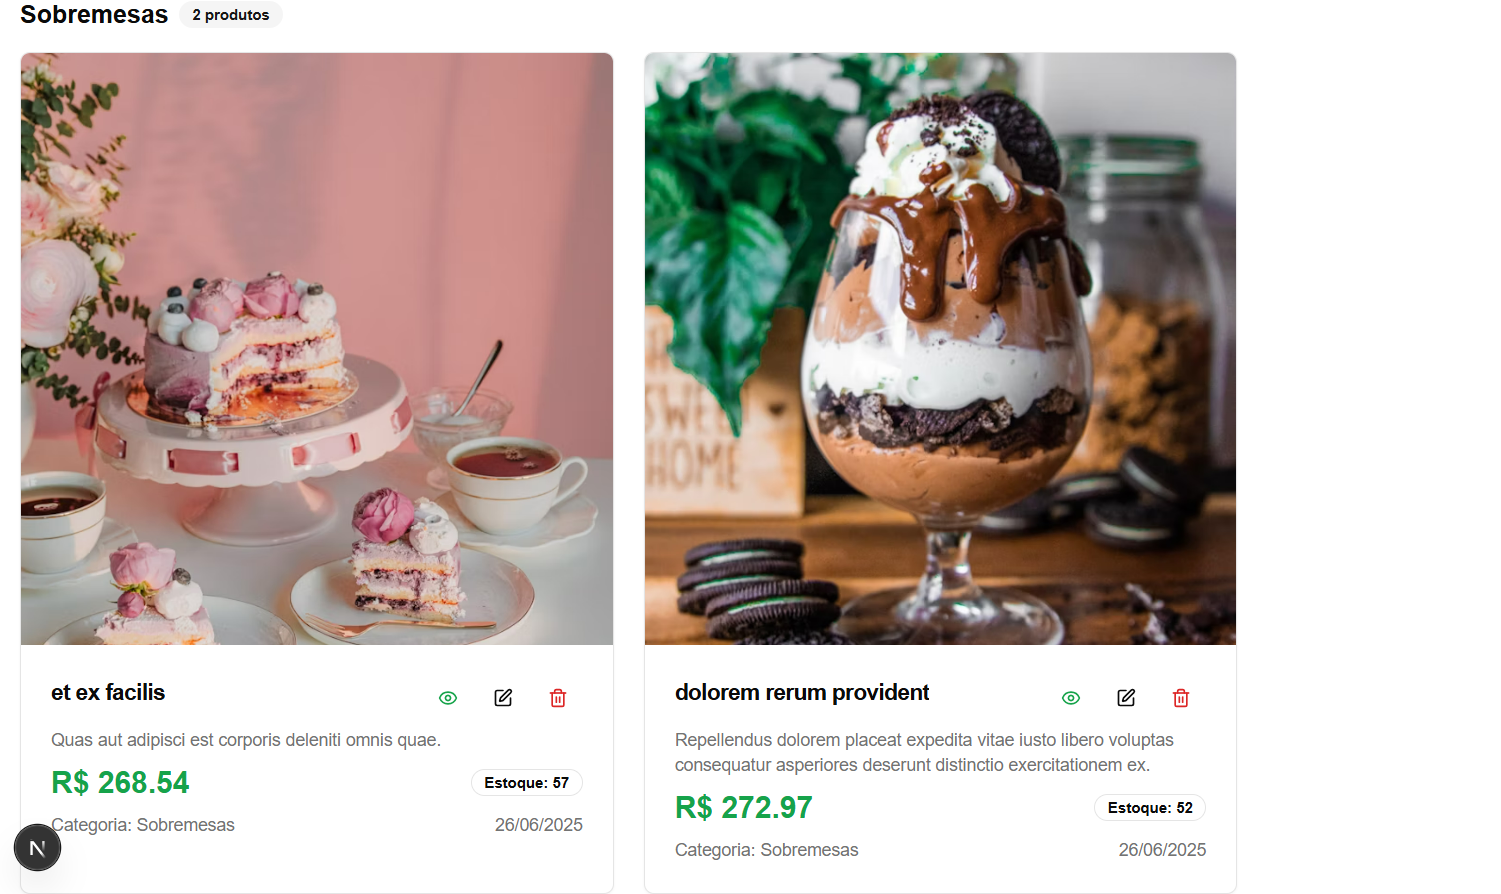 Sobremesas 2 produtos
SWEET
HOME
et ex facilis
Quas aut adipisci est corporis deleniti omnis quae.
R$ 268.54 Estoque: 57
Categoria: Sobremesas 26/06/2025
N
dolorem rerum provident
Repellendus dolorem placeat expedita vitae iusto libero voluptas
consequatur asperiores deserunt distinctio exercitationem ex.
R$ 272.97 Estoque: 52
Categoria: Sobremesas 26/06/2025